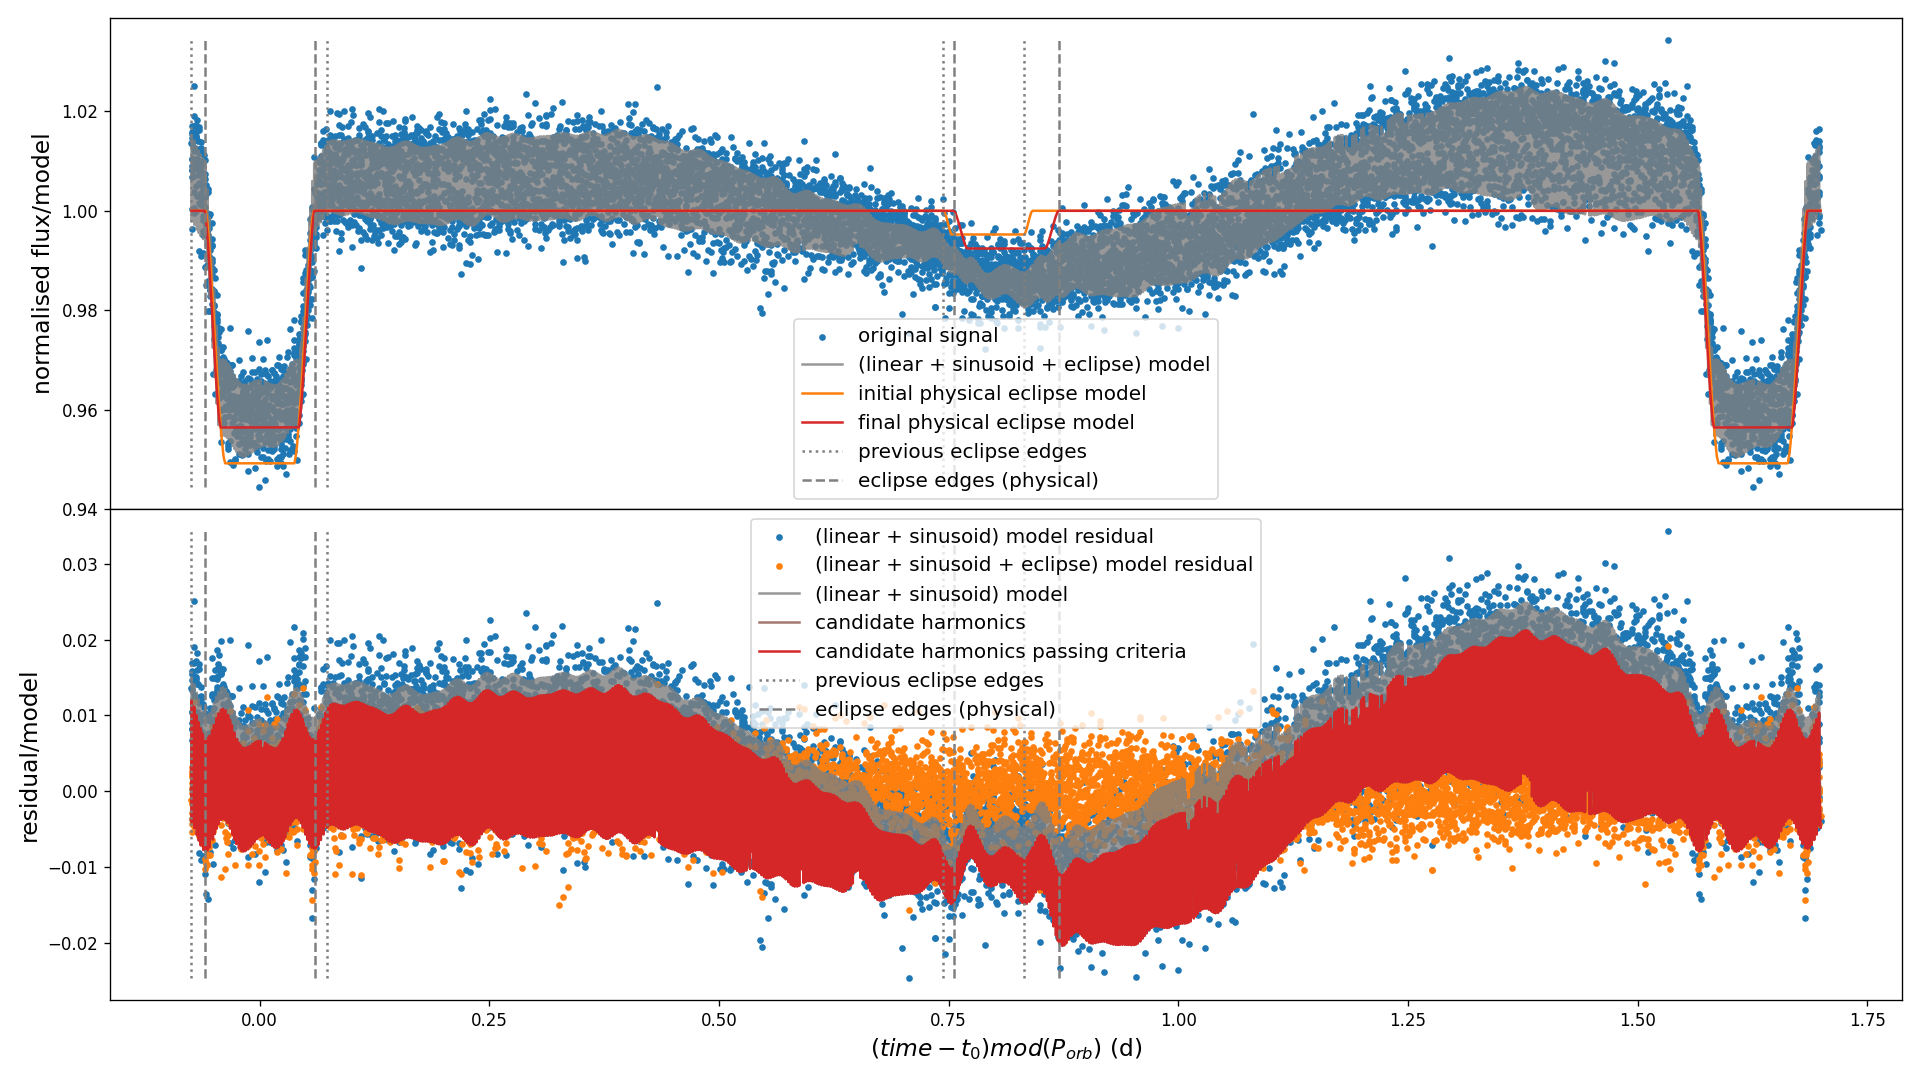 normalised flux/model
1.02
1.00
0.98
0.96
0.94
original signal
(linear + sinusoid + eclipse) model
initial physical eclipse model
final physical eclipse model
previous eclipse edges
eclipse edges (physical)
residual/model
0.03
0.02
0.01
0.00
−0.01
−0.02
(linear + sinusoid) model residual
(linear + sinusoid + eclipse) model residual
(linear + sinusoid) model
candidate harmonics
candidate harmonics passing criteria
previous eclipse edges
eclipse edges (physical)
0.00 0.25 0.50 0.75 1.00 1.25 1.50 1.75
(time − t₀)mod(P_orb) (d)